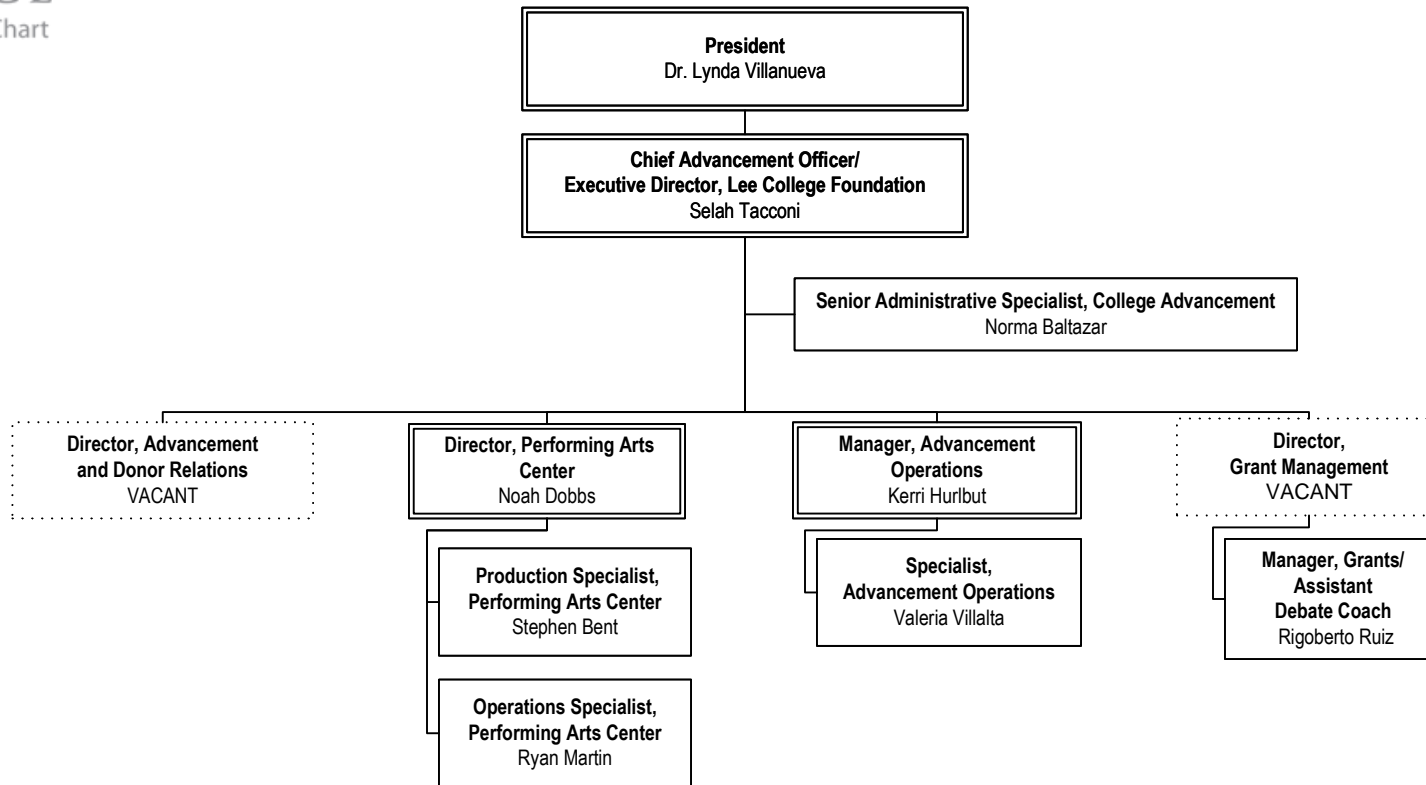 Chart
President
Dr. Lynda Villanueva
Chief Advancement Officer/
Executive Director, Lee College Foundation
Selah Tacconi
Senior Administrative Specialist, College Advancement
Norma Baltazar
Director, Advancement
and Donor Relations
VACANT
Director, Performing Arts
Center
Noah Dobbs
Manager, Advancement
Operations
Kerri Hurlbut
Director,
Grant Management
VACANT
Production Specialist,
Performing Arts Center
Stephen Bent
Operations Specialist,
Performing Arts Center
Ryan Martin
Specialist,
Advancement Operations
Valeria Villalta
Manager, Grants/
Assistant
Debate Coach
Rigoberto Ruiz